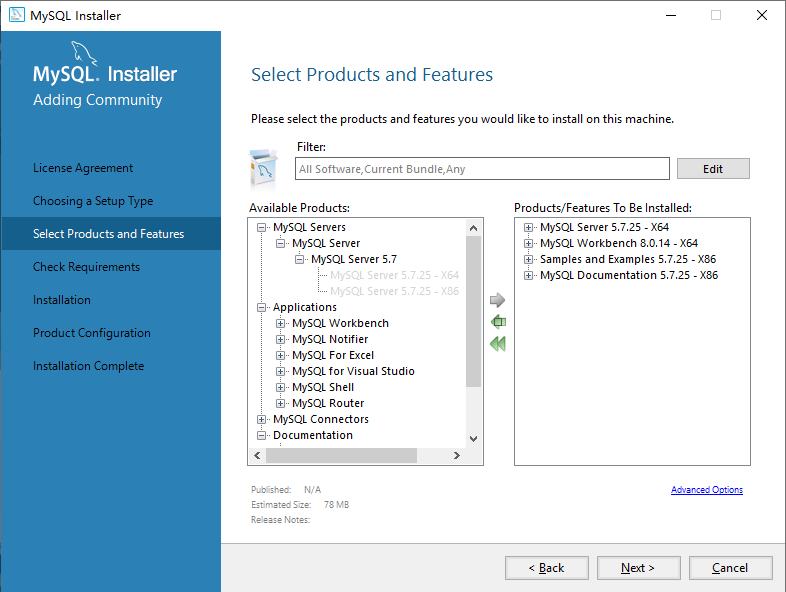 MySQL Installer
MySQL. Installer
Adding Community
License Agreement
Choosing a Setup Type
Select Products and Features
Check Requirements
Installation
Product Configuration
Installation Complete
Select Products and Features
Please select the products and features you would like to install on this machine.
Filter:
All Software,Current Bundle,Any
Edit
Available Products:
MySQL Servers
MySQL Server
MySQL Server 5.7
MySQL Server 5.7.25 - X64
MySQL Server 5.7.25 - X86
Applications
MySQL Workbench
MySQL Notifier
MySQL For Excel
MySQL for Visual Studio
MySQL Shell
MySQL Router
MySQL Connectors
Documentation
Products/Features To Be Installed:
MySQL Server 5.7.25 - X64
MySQL Workbench 8.0.14 - X64
Samples and Examples 5.7.25 - X86
MySQL Documentation 5.7.25 - X86
Published: N/A
Estimated Size: 78 MB
Release Notes:
Advanced Options
< Back
Next >
Cancel